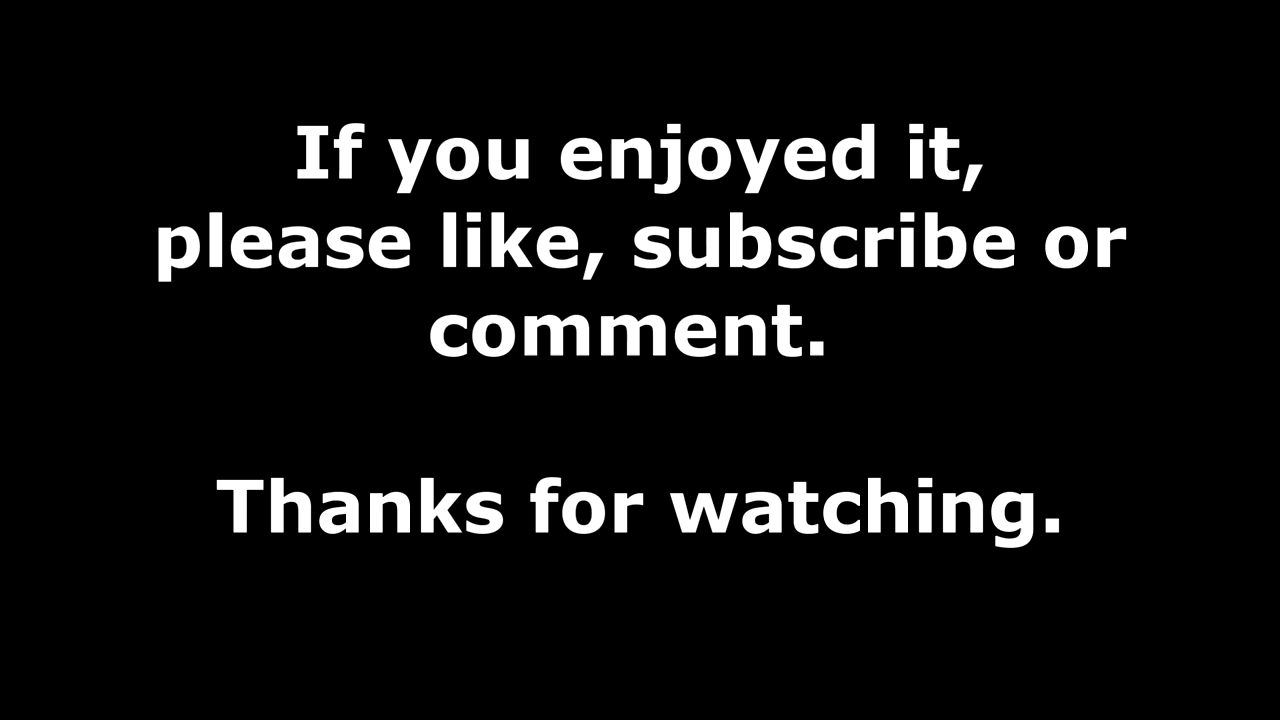 If you enjoyed it,
please like, subscribe or
comment.
Thanks for watching.